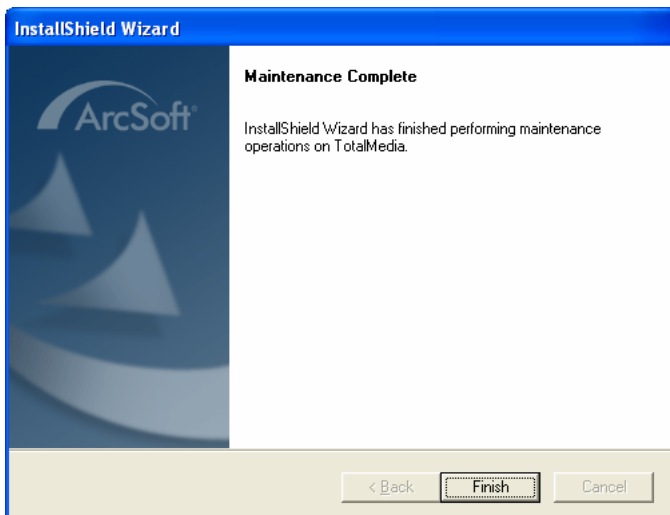 InstallShield Wizard
ArcSoft®
Maintenance Complete
InstallShield Wizard has finished performing maintenance
operations on TotalMedia.
< Back
Finish
Cancel